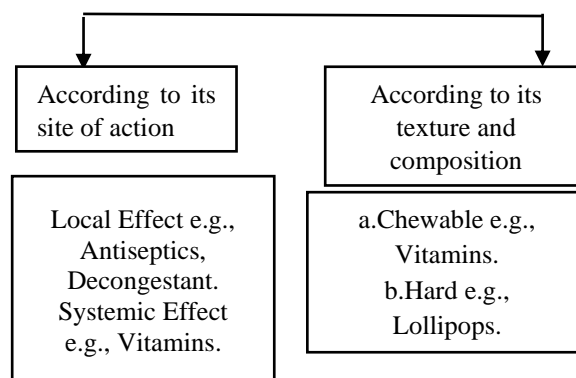 According to its
site of action
According to its
texture and
composition
Local Effect e.g.,
Antiseptics,
Decongestant.
Systemic Effect
e.g., Vitamins.
a.Chewable e.g.,
Vitamins.
b.Hard e.g.,
Lollipops.